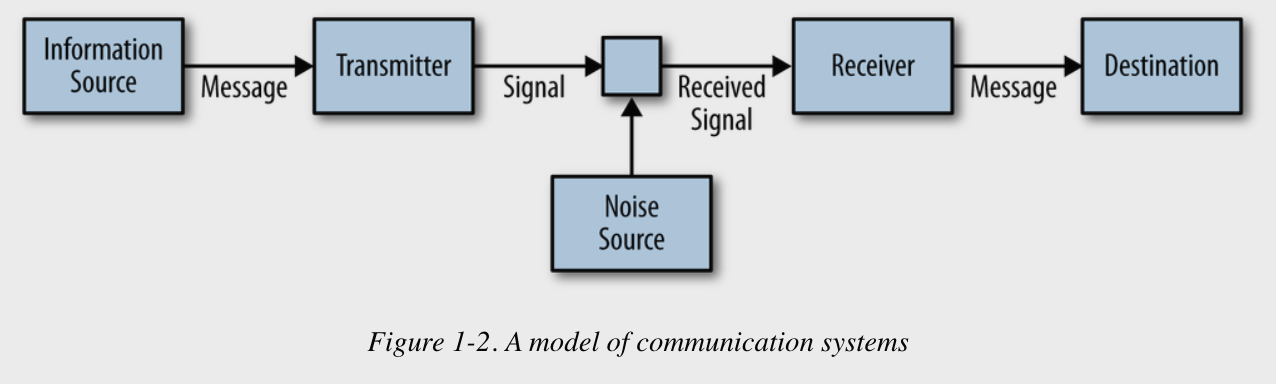 Information
Source
Message
Transmitter
Signal
Received
Signal
Receiver
Message
Destination
Noise
Source
Figure 1-2. A model of communication systems